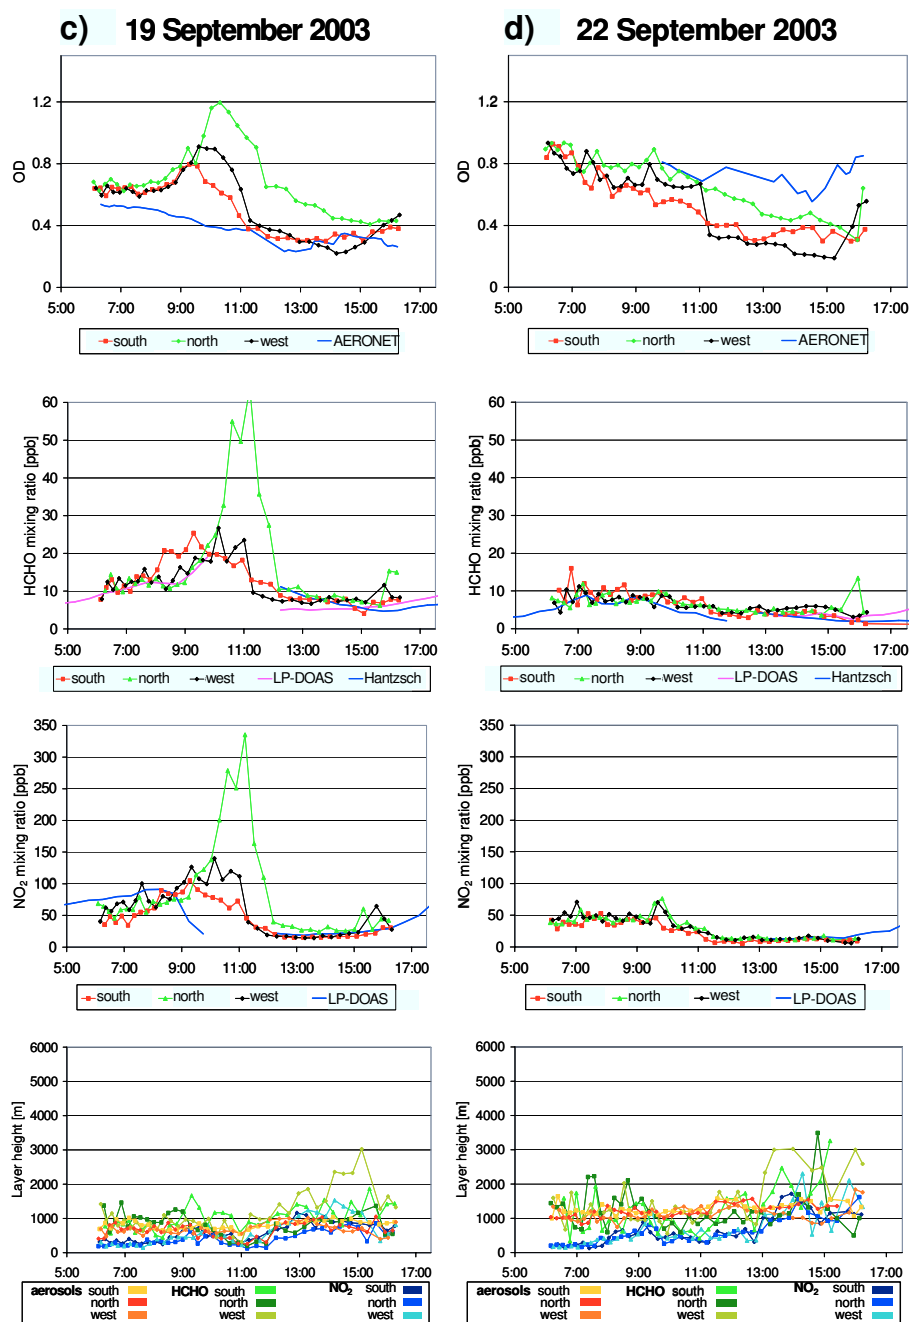 c) 19 September 2003
d) 22 September 2003
OD
1.2
0.8
0.4
0
5:00 7:00 9:00 11:00 13:00 15:00 17:00
south north west AERONET
OD
1.2
0.8
0.4
0
5:00 7:00 9:00 11:00 13:00 15:00 17:00
south north west AERONET
HCHO mixing ratio [ppb]
60
50
40
30
20
10
0
5:00 7:00 9:00 11:00 13:00 15:00 17:00
south north west LP-DOAS Hantzsch
HCHO mixing ratio [ppb]
60
50
40
30
20
10
0
5:00 7:00 9:00 11:00 13:00 15:00 17:00
south north west LP-DOAS Hantzsch
NO2 mixing ratio [ppb]
350
300
250
200
150
100
50
0
5:00 7:00 9:00 11:00 13:00 15:00 17:00
south north west LP-DOAS
NO2 mixing ratio [ppb]
350
300
250
200
150
100
50
0
5:00 7:00 9:00 11:00 13:00 15:00 17:00
south north west LP-DOAS
Layer height [m]
6000
5000
4000
3000
2000
1000
0
5:00 7:00 9:00 11:00 13:00 15:00 17:00
aerosols south HCHO south NO2 south
north north north
west west west
Layer height [m]
6000
5000
4000
3000
2000
1000
0
5:00 7:00 9:00 11:00 13:00 15:00 17:00
aerosols south HCHO south NO2 south
north north north
west west west